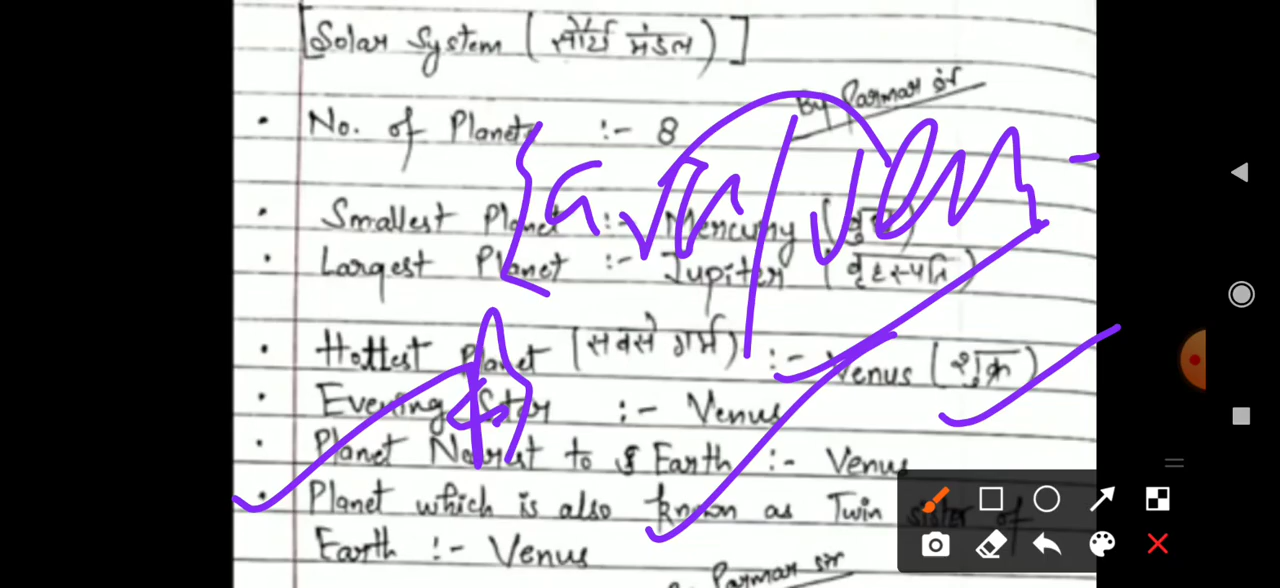 [Solar System (सौर्य मंडल)]
By Parmar sir
• No. of Planets :- 8
• Smallest Planet :- Mercury (बुध)
• Largest Planet :- Jupiter (बृहस्पति)
• Hottest Planet (सबसे गर्म) :- Venus (शुक्र)
• Evening Star :- Venus
• Planet Nearest to Earth :- Venus
• Planet which is also known as Twin sister of
Earth :- Venus
Parmar sir